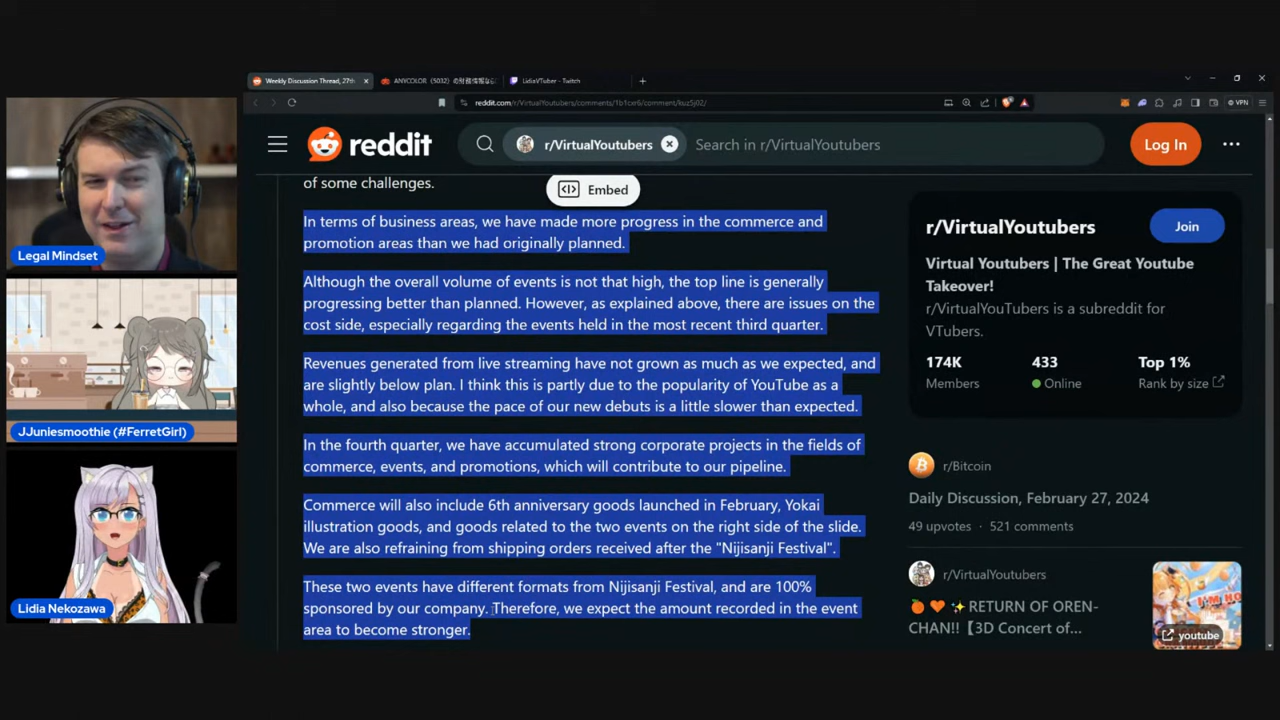 Weekly Discussion Thread, 27th
ANYCOLOR (5032) の財務情報なら
LidiaVTuber - Twitch
reddit.com/r/VirtualYoutubers/comments/1b1cxr6/comment/kuz5j02/
VPN
reddit
r/VirtualYoutubers
Search in r/VirtualYoutubers
Log In
of some challenges.
Embed
In terms of business areas, we have made more progress in the commerce and
promotion areas than we had originally planned.
Although the overall volume of events is not that high, the top line is generally
progressing better than planned. However, as explained above, there are issues on the
cost side, especially regarding the events held in the most recent third quarter.
Revenues generated from live streaming have not grown as much as we expected, and
are slightly below plan. I think this is partly due to the popularity of YouTube as a
whole, and also because the pace of our new debuts is a little slower than expected.
In the fourth quarter, we have accumulated strong corporate projects in the fields of
commerce, events, and promotions, which will contribute to our pipeline.
Commerce will also include 6th anniversary goods launched in February, Yokai
illustration goods, and goods related to the two events on the right side of the slide.
We are also refraining from shipping orders received after the "Nijisanji Festival".
These two events have different formats from Nijisanji Festival, and are 100%
sponsored by our company. Therefore, we expect the amount recorded in the event
area to become stronger.
r/VirtualYoutubers
Join
Virtual Youtubers | The Great Youtube
Takeover!
r/VirtualYouTubers is a subreddit for
VTubers.
174K
433
Top 1%
Members
Online
Rank by size
r/Bitcoin
Daily Discussion, February 27, 2024
49 upvotes · 521 comments
r/VirtualYoutubers
RETURN OF OREN-
CHAN!!【3D Concert of...
youtube
Legal Mindset
JJuniesmoothie (#FerretGirl)
Lidia Nekozawa